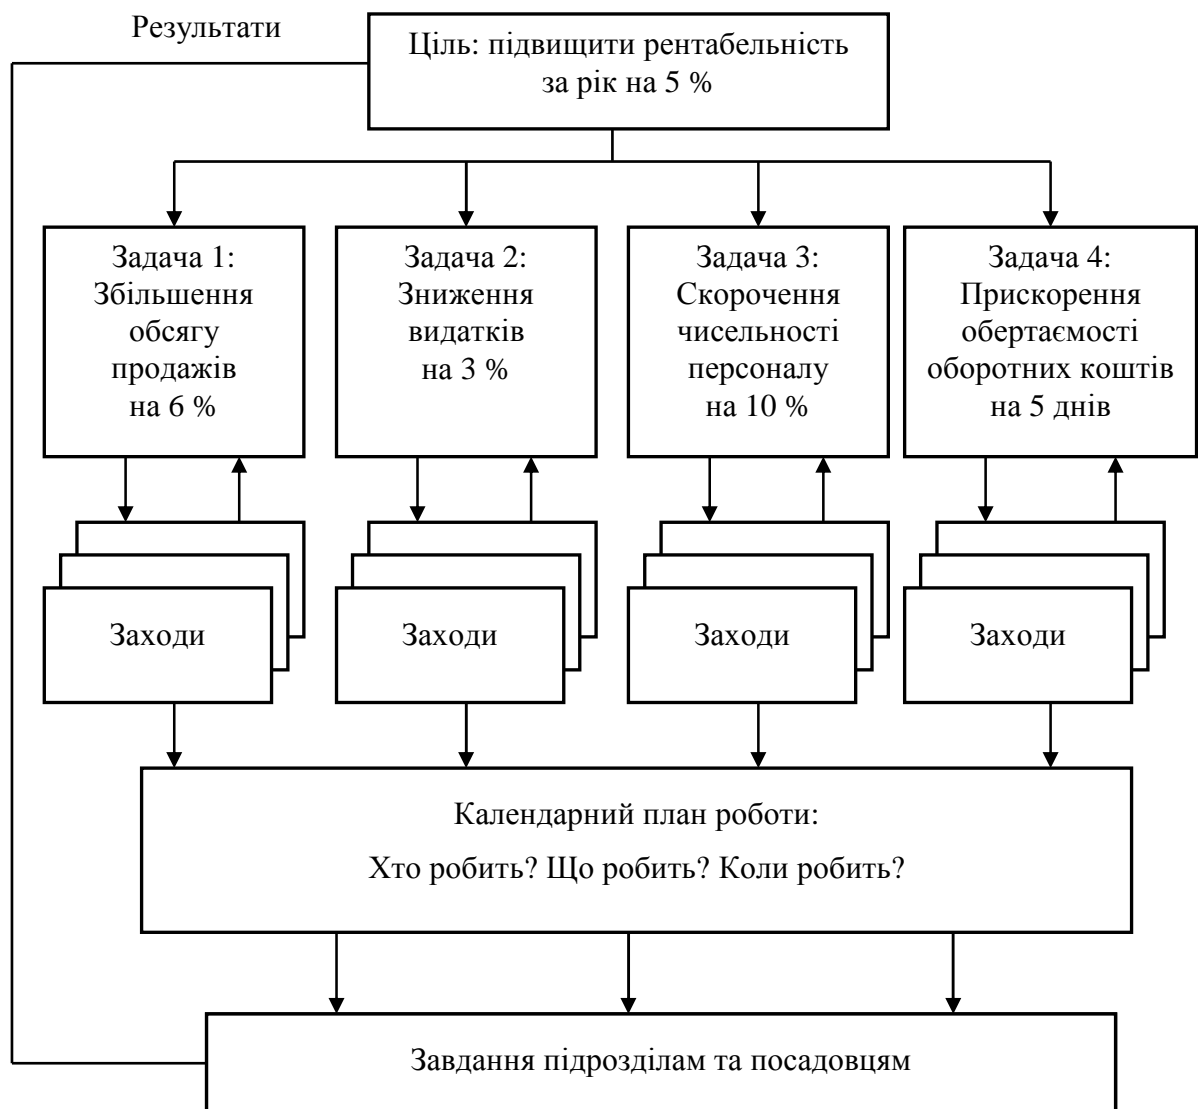 Результати
Ціль: підвищити рентабельність
за рік на 5 %
Задача 1:
Збільшення
обсягу
продажів
на 6 %
Задача 2:
Зниження
видатків
на 3 %
Задача 3:
Скорочення
чисельності
персоналу
на 10 %
Задача 4:
Прискорення
обертаємості
оборотних коштів
на 5 днів
Заходи
Заходи
Заходи
Заходи
Календарний план роботи:
Хто робить? Що робить? Коли робить?
Завдання підрозділам та посадовцям